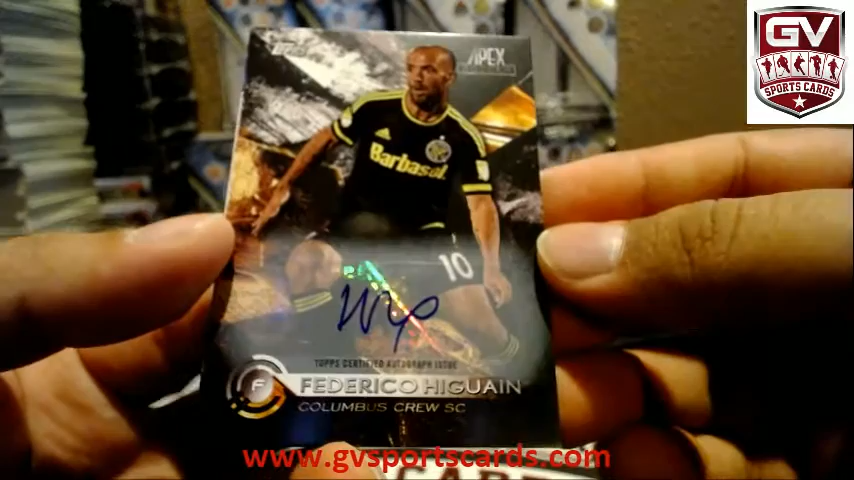 GV
SPORTS CARDS
Topps
APEX
Barbasol
10
TOPPS CERTIFIED AUTOGRAPH ISSUE
F
FEDERICO HIGUAIN
COLUMBUS CREW SC
www.gvsportscards.com